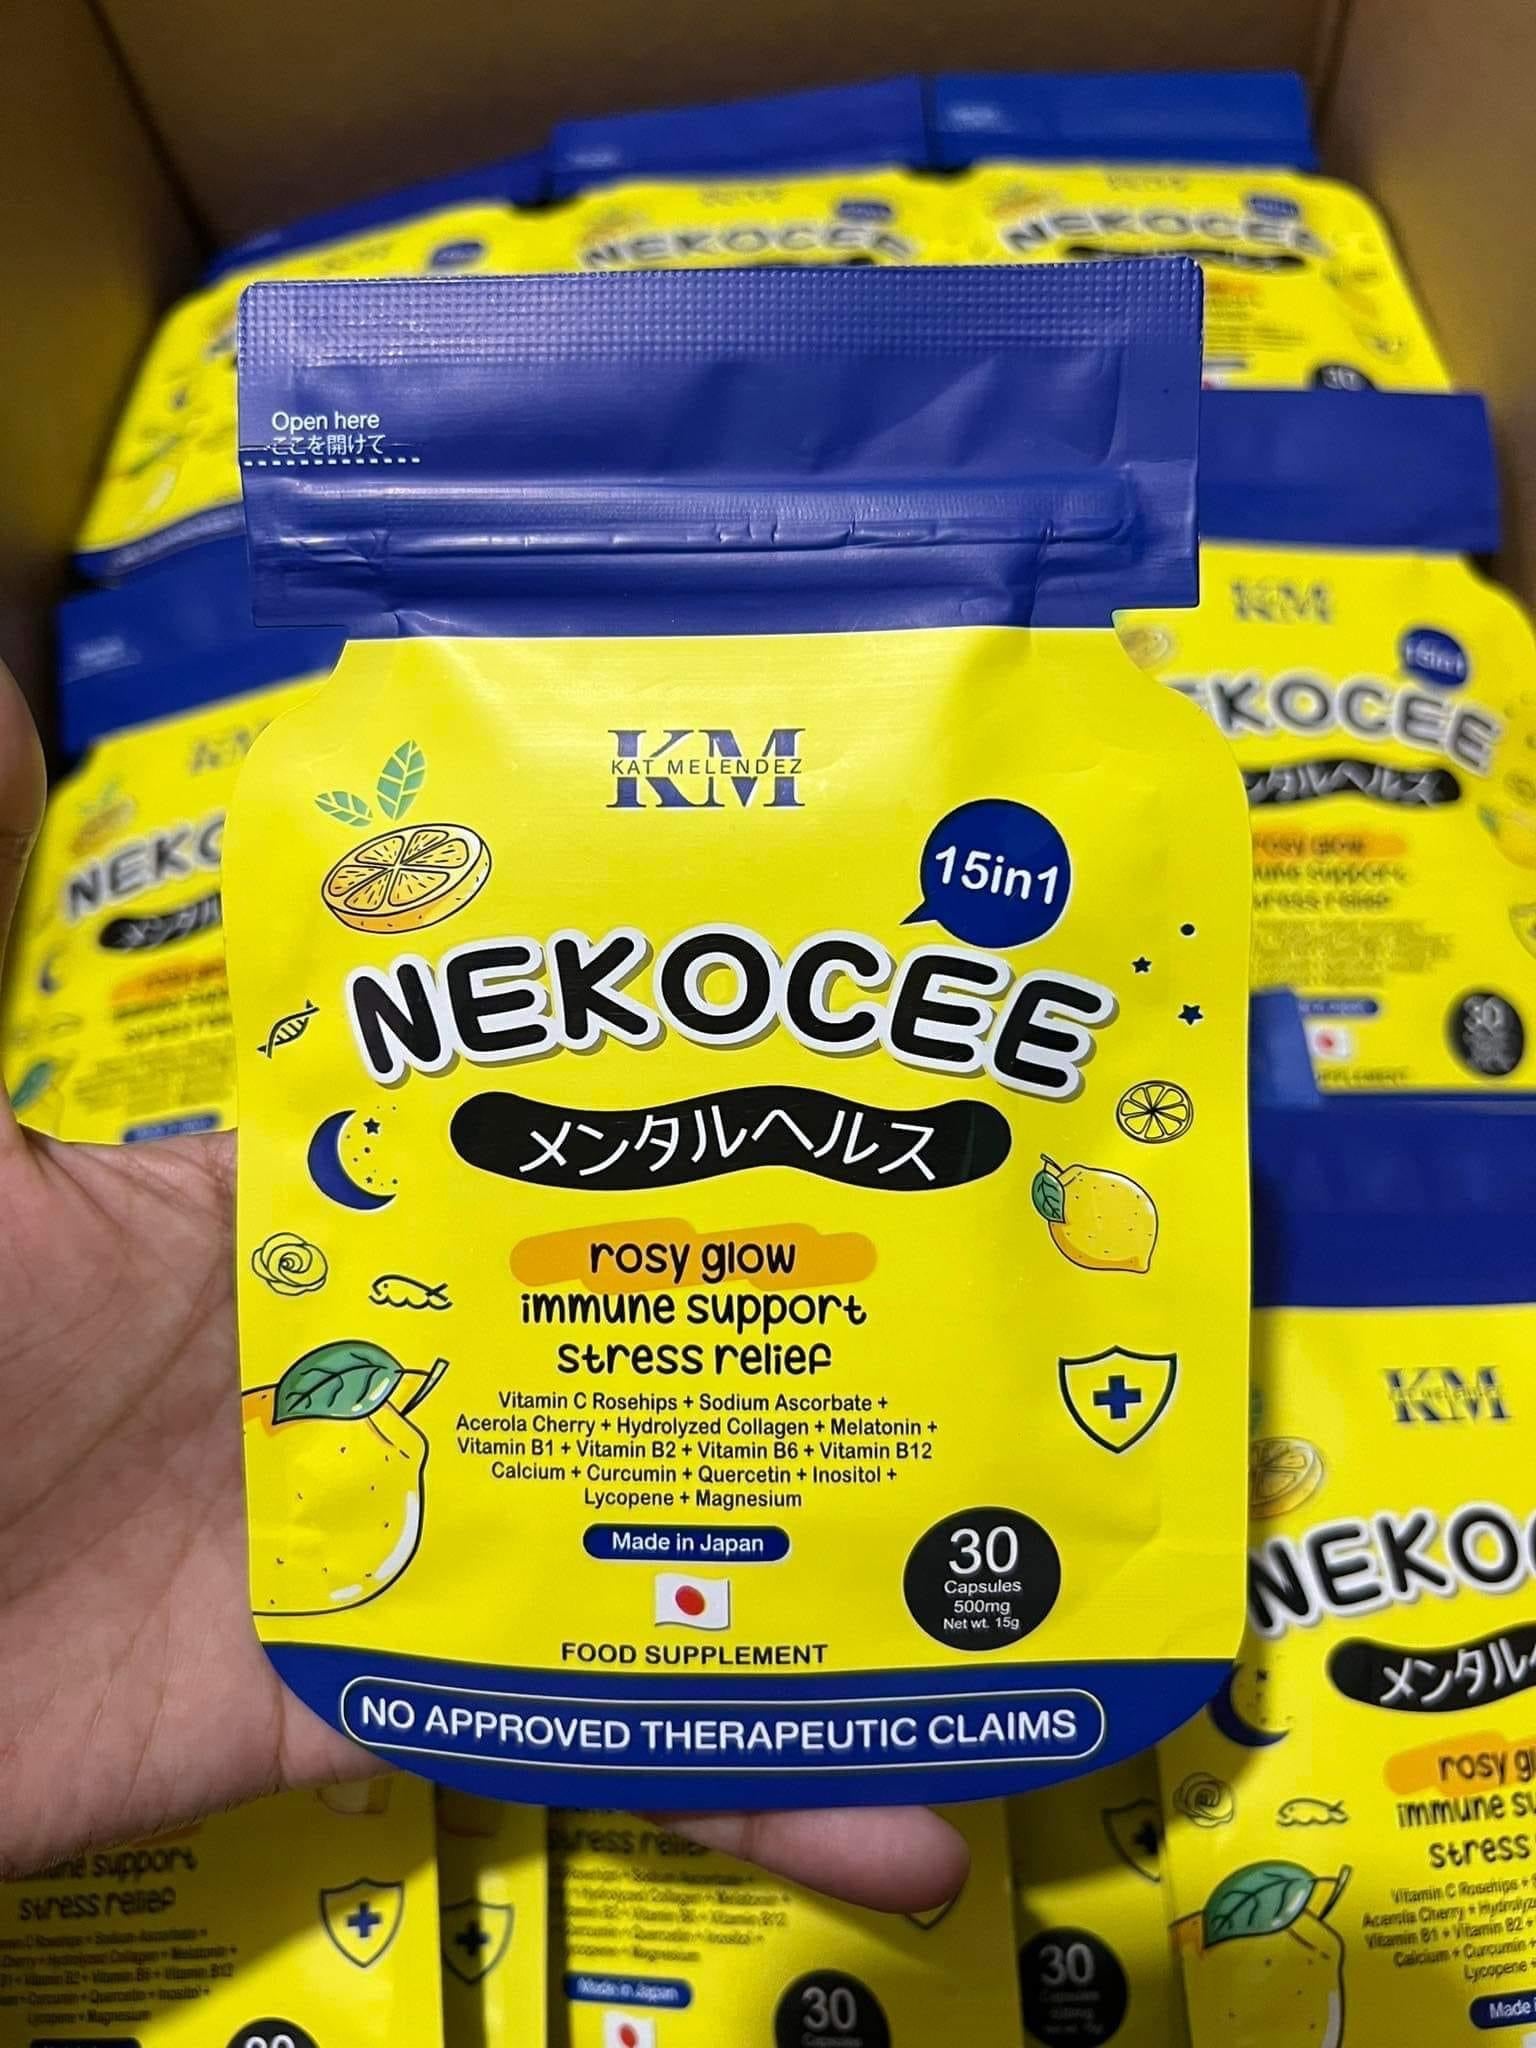 Open here
ここを開けて
KM
KAT MELENDEZ
15in1
NEKOCEE
メンタルヘルス
rosy glow
immune support
stress relief
Vitamin C Rosehips + Sodium Ascorbate +
Acerola Cherry + Hydrolyzed Collagen + Melatonin +
Vitamin B1 + Vitamin B2 + Vitamin B6 + Vitamin B12
Calcium + Curcumin + Quercetin + Inositol +
Lycopene + Magnesium
Made in Japan
30
Capsules
500mg
Net wt. 15g
FOOD SUPPLEMENT
NO APPROVED THERAPEUTIC CLAIMS